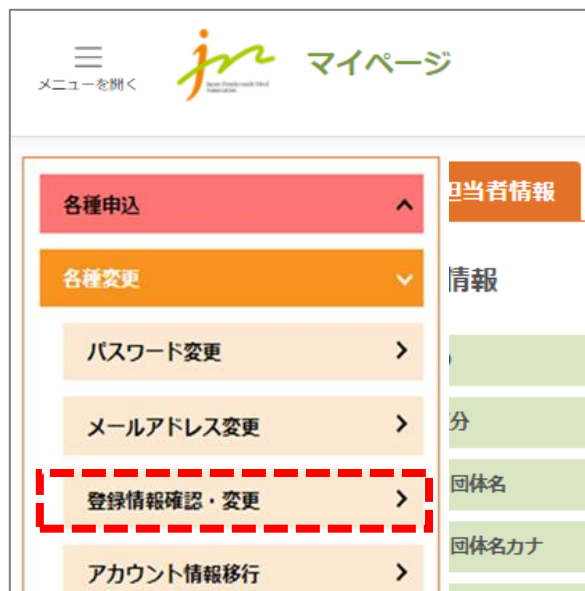 メニューを開く
マイページ
各種申込
各種変更
パスワード変更
メールアドレス変更
登録情報確認・変更
アカウント情報移行
担当者情報
情報
分
団体名
団体名カナ